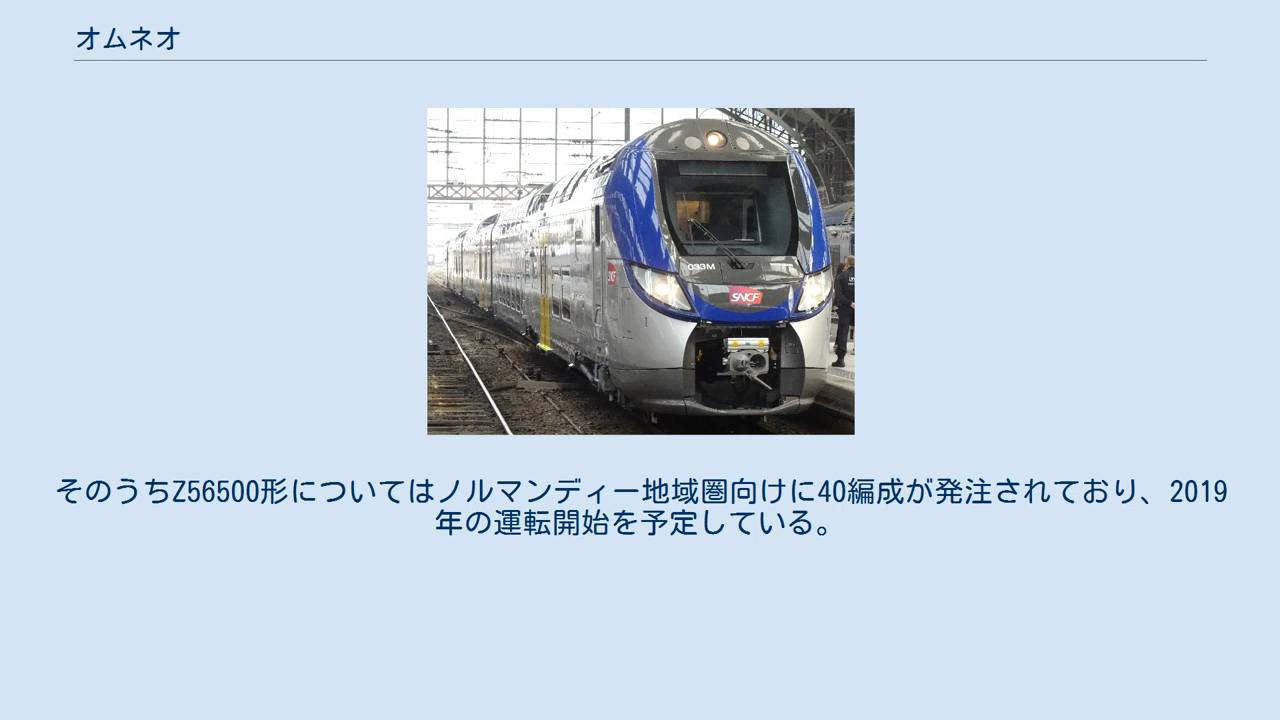 オムネオ
033M
SNCF
そのうちZ56500形についてはノルマンディー地域圏向けに40編成が発注されており、2019
年の運転開始を予定している。